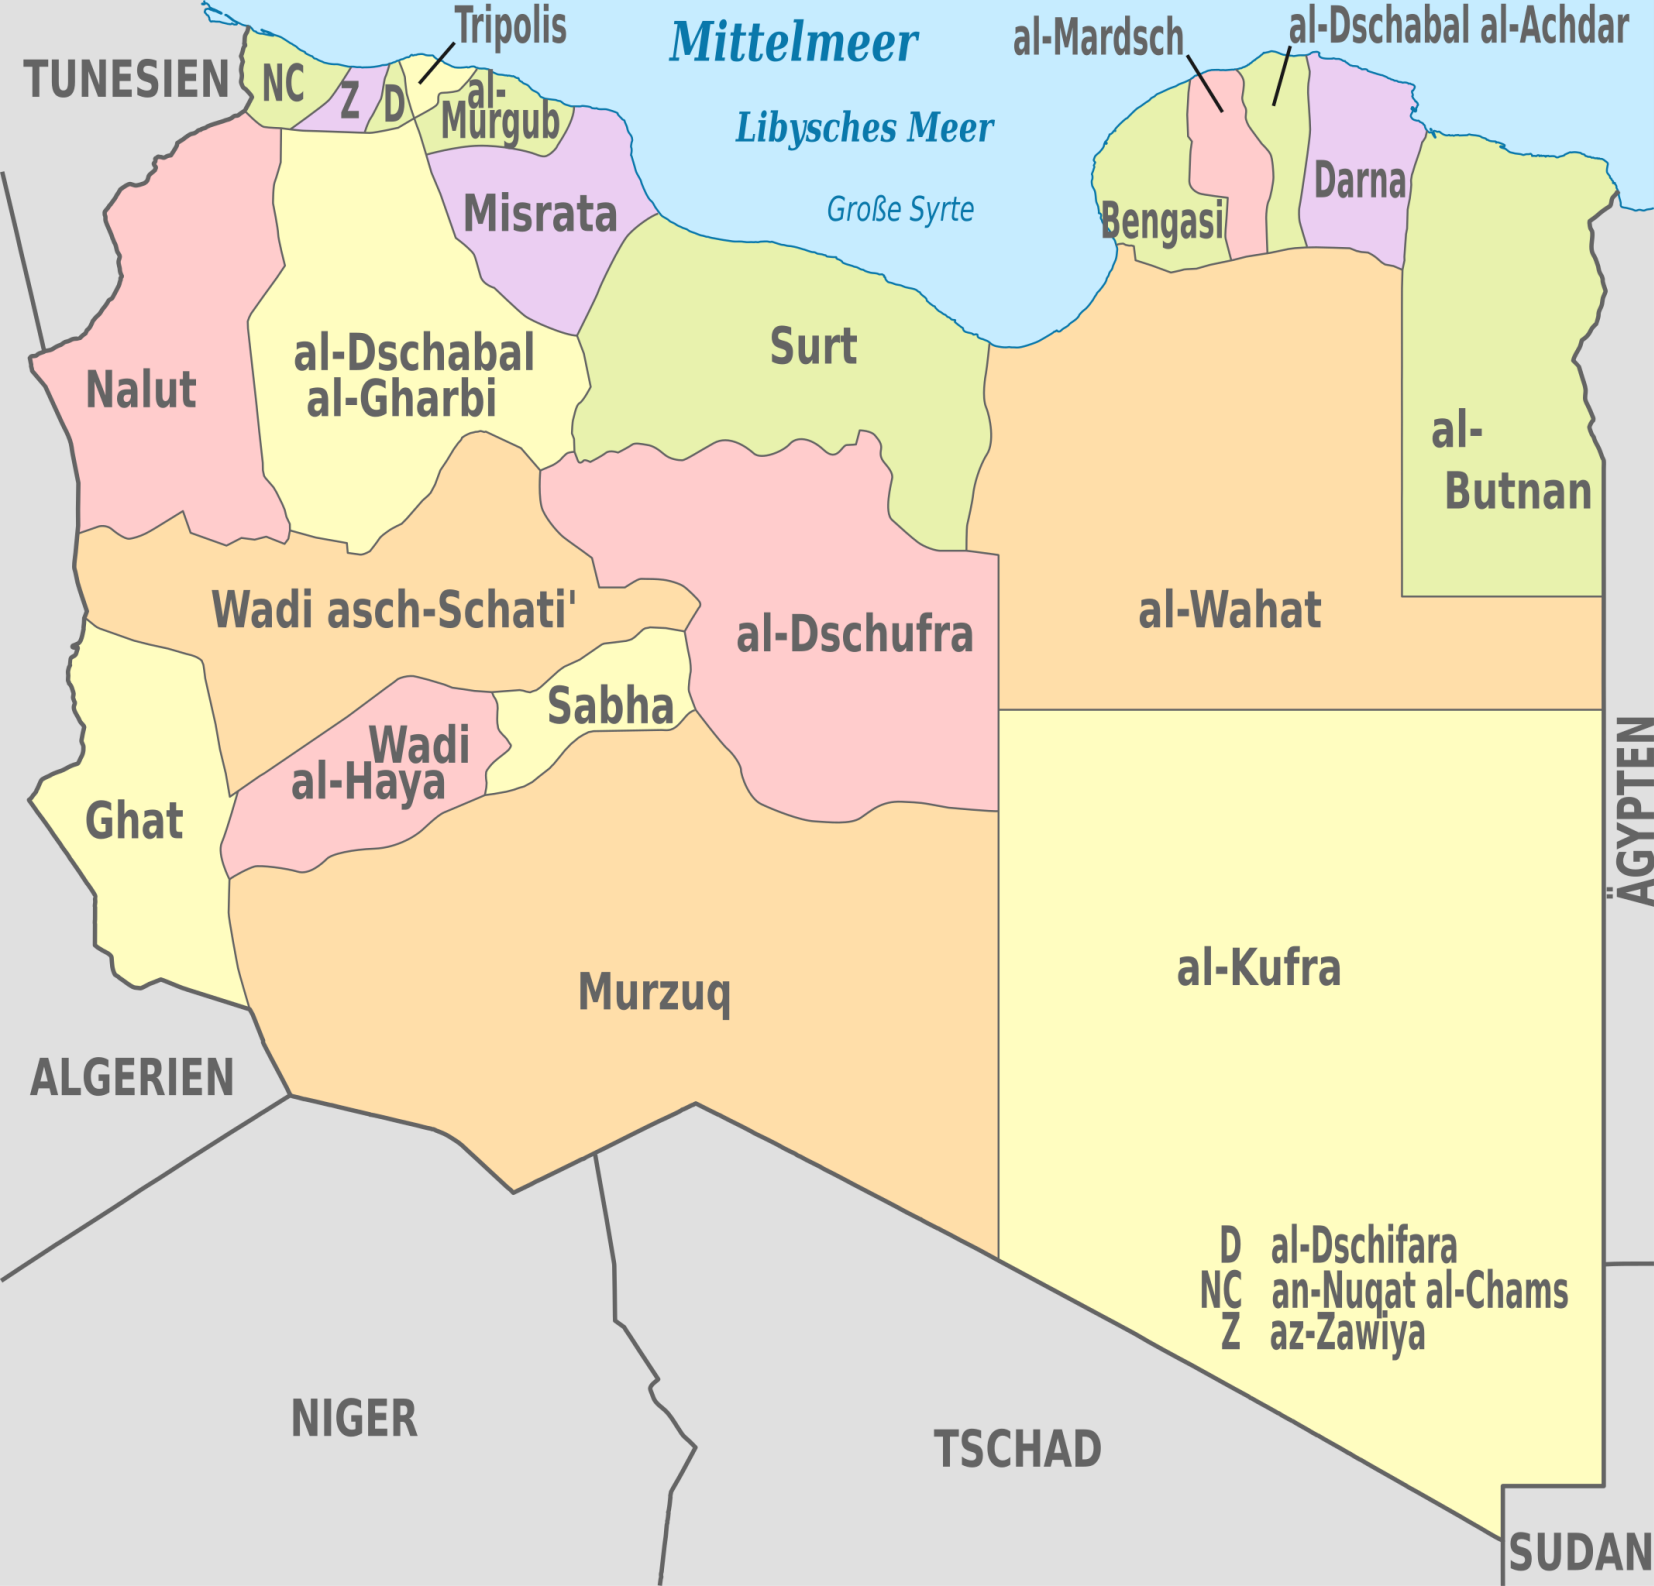 Tripolis
al-Mardsch
al-Dschabal al-Achdar
Mittelmeer
TUNESIEN
NC
Z
D
al-
Murgub
Libysches Meer
Darna
Misrata
Große Syrte
Bengasi
Surt
al-Dschabal
al-Gharbi
Nalut
al-
Butnan
Wadi asch-Schati'
al-Wahat
al-Dschufra
Sabha
Wadi
al-Haya
Ghat
ÄGYPTEN
al-Kufra
Murzuq
ALGERIEN
D al-Dschifara
NC an-Nuqat al-Chams
Z az-Zawiya
NIGER
TSCHAD
SUDAN